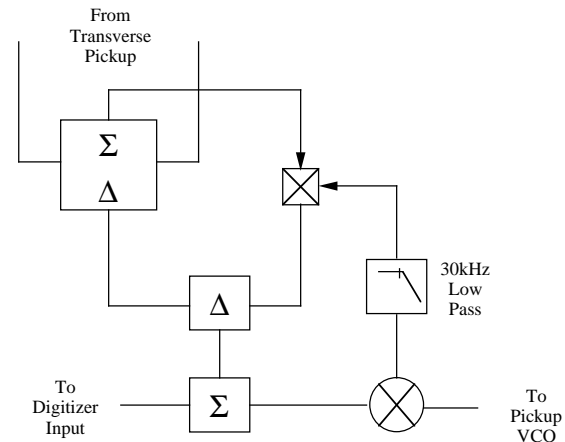 From
Transverse
Pickup
Σ
Δ
30kHz
Low
Pass
Δ
To
Digitizer
Input
Σ
To
Pickup
VCO